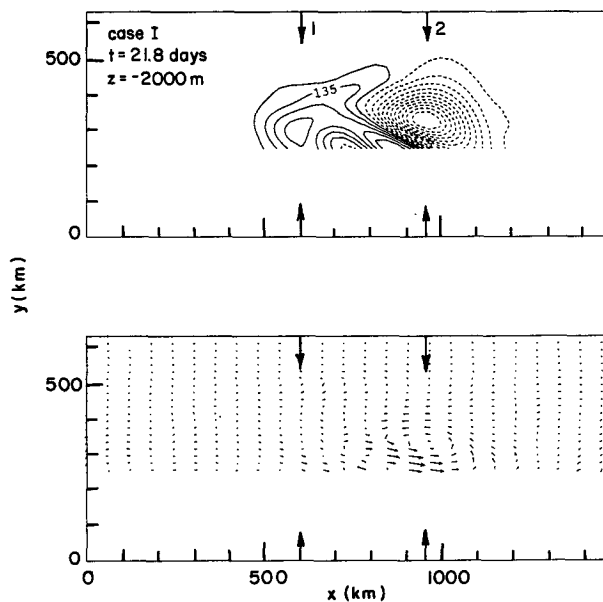 case I
t = 21.8 days
z = -2000 m
1
2
135
500
0
y (km)
500
0
0
500
1000
x (km)